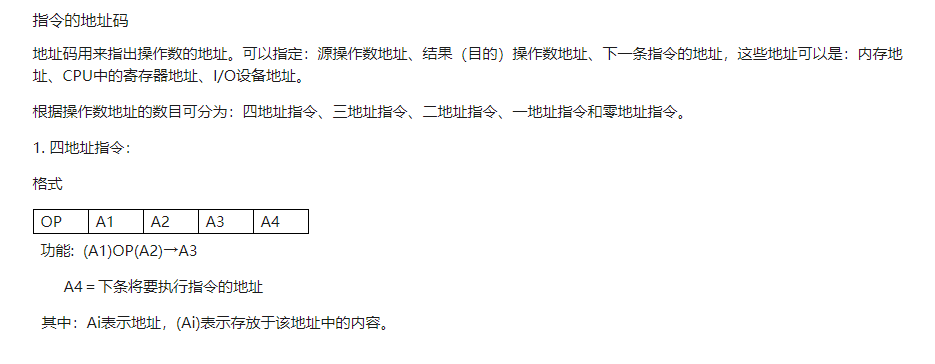 指令的地址码
地址码用来指出操作数的地址。可以指定：源操作数地址、结果（目的）操作数地址、下一条指令的地址，这些地址可以是：内存地
址、CPU中的寄存器地址、I/O设备地址。
根据操作数地址的数目可分为：四地址指令、三地址指令、二地址指令、一地址指令和零地址指令。
1. 四地址指令：
格式
OP A1 A2 A3 A4
功能：(A1)OP(A2)→A3
A4＝下条将要执行指令的地址
其中：Ai表示地址，(Ai)表示存放于该地址中的内容。